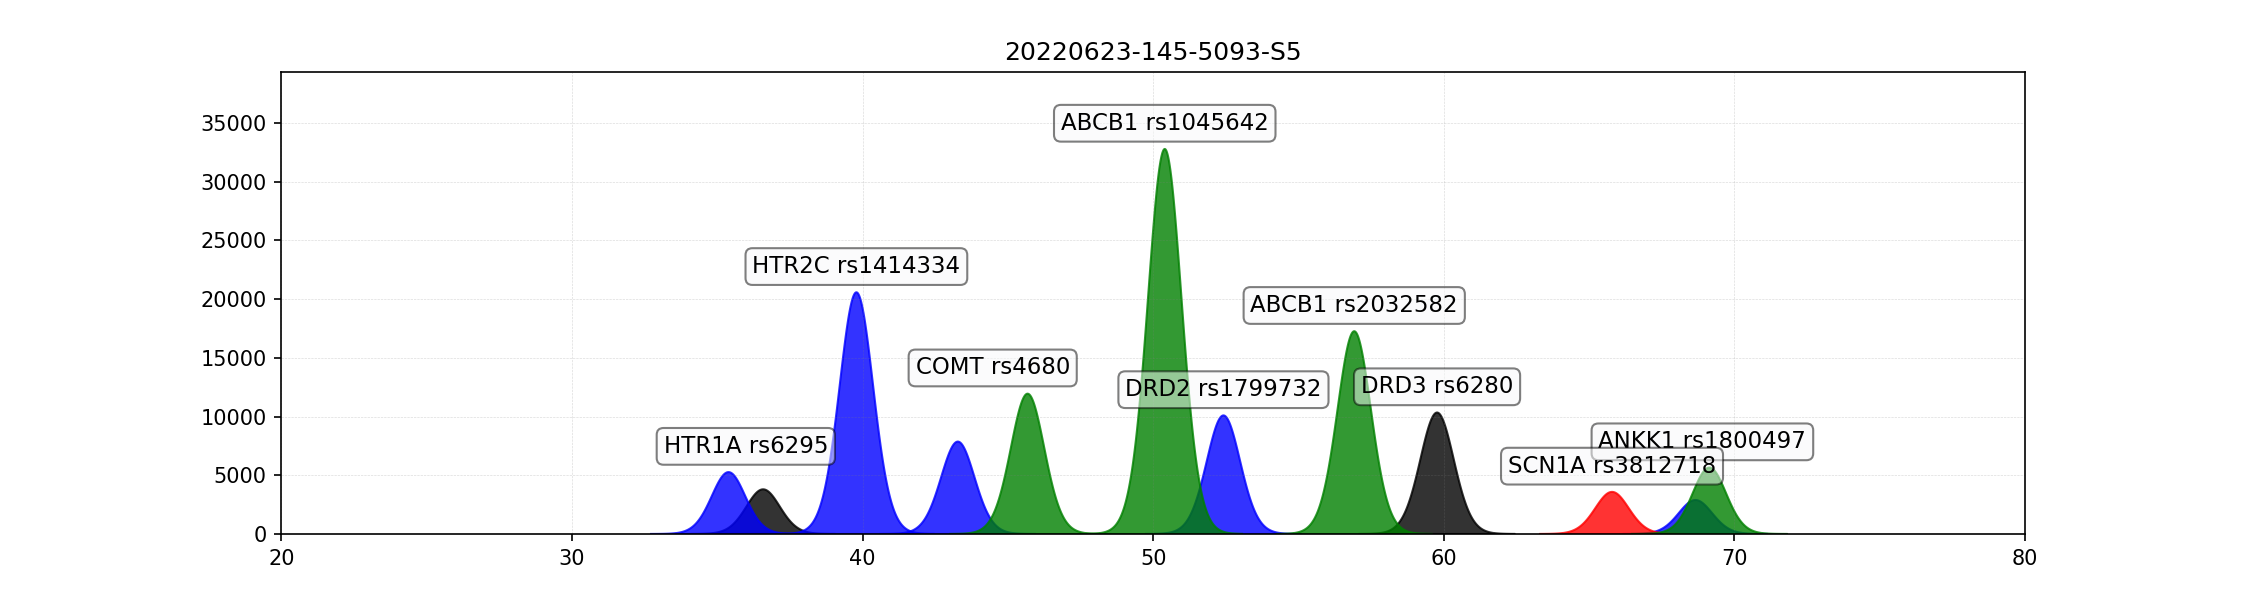 20220623-145-5093-S5
35000
30000
25000
20000
15000
10000
5000
0
ABCB1 rs1045642
HTR2C rs1414334
ABCB1 rs2032582
COMT rs4680
DRD2 rs1799732
DRD3 rs6280
HTR1A rs6295
ANKK1 rs1800497
SCN1A rs3812718
20 30 40 50 60 70 80